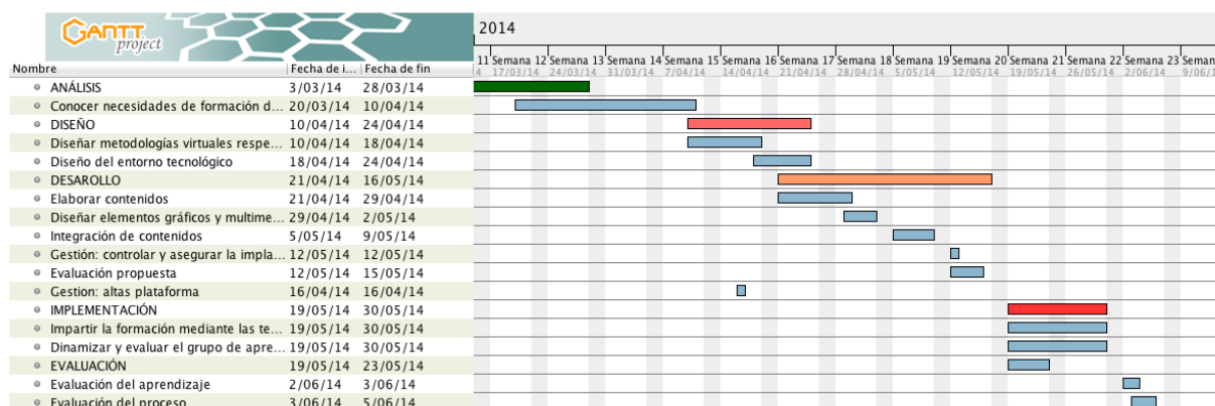 GANTT
project
2014
11 Semana 12 Semana 13 Semana 14 Semana 15 Semana 16 Semana 17 Semana 18 Semana 19 Semana 20 Semana 21 Semana 22 Semana 23 Seman
4 17/03/14 24/03/14 31/03/14 7/04/14 14/04/14 21/04/14 28/04/14 5/05/14 12/05/14 19/05/14 26/05/14 2/06/14 9/06/1
Nombre Fecha de i... Fecha de fin
ANÁLISIS 3/03/14 28/03/14
Conocer necesidades de formación d... 20/03/14 10/04/14
DISEÑO 10/04/14 24/04/14
Diseñar metodologías virtuales respe... 10/04/14 18/04/14
Diseño del entorno tecnológico 18/04/14 24/04/14
DESAROLLO 21/04/14 16/05/14
Elaborar contenidos 21/04/14 29/04/14
Diseñar elementos gráficos y multime... 29/04/14 2/05/14
Integración de contenidos 5/05/14 9/05/14
Gestión: controlar y asegurar la impla... 12/05/14 12/05/14
Evaluación propuesta 12/05/14 15/05/14
Gestion: altas plataforma 16/04/14 16/04/14
IMPLEMENTACIÓN 19/05/14 30/05/14
Impartir la formación mediante las te... 19/05/14 30/05/14
Dinamizar y evaluar el grupo de apre... 19/05/14 30/05/14
EVALUACIÓN 19/05/14 23/05/14
Evaluación del aprendizaje 2/06/14 3/06/14
Evaluación del proceso 3/06/14 5/06/14